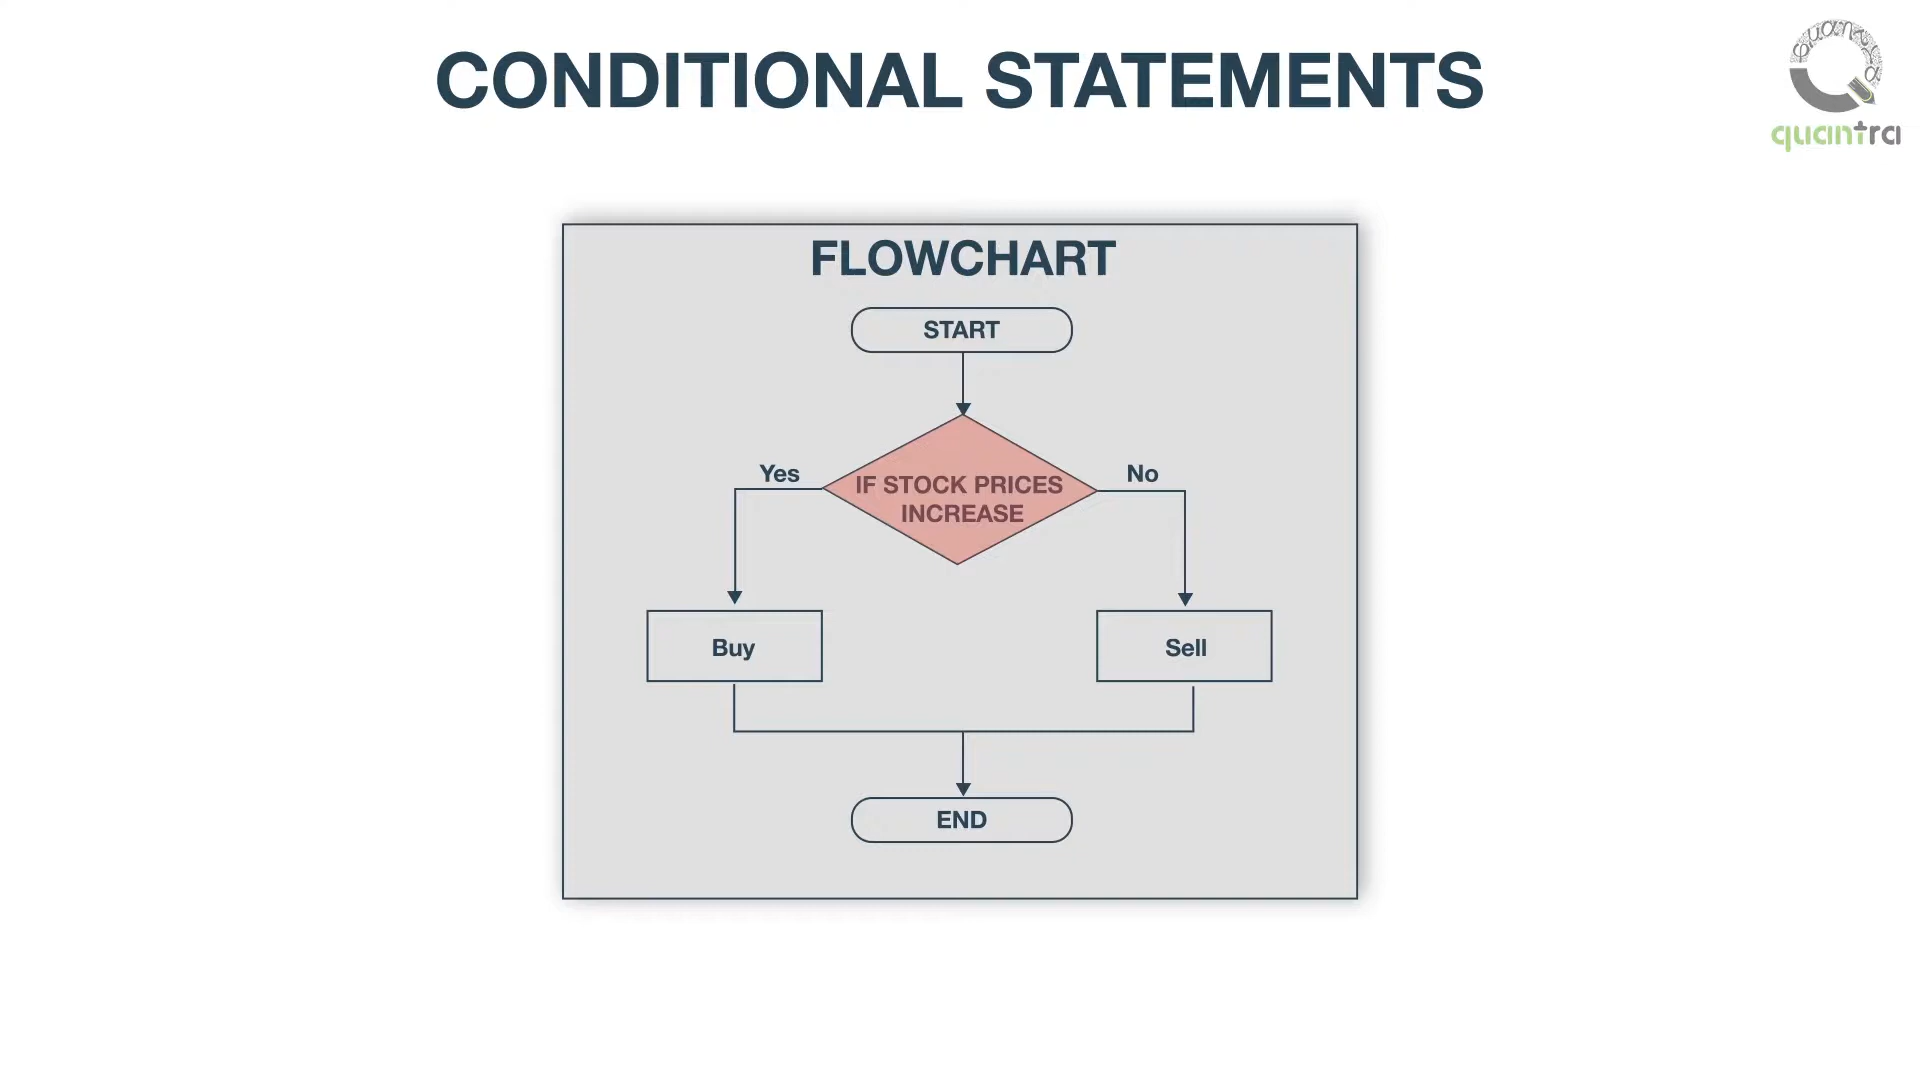 CONDITIONAL STATEMENTS
quantra
FLOWCHART
START
Yes
No
IF STOCK PRICES
INCREASE
Buy
Sell
END